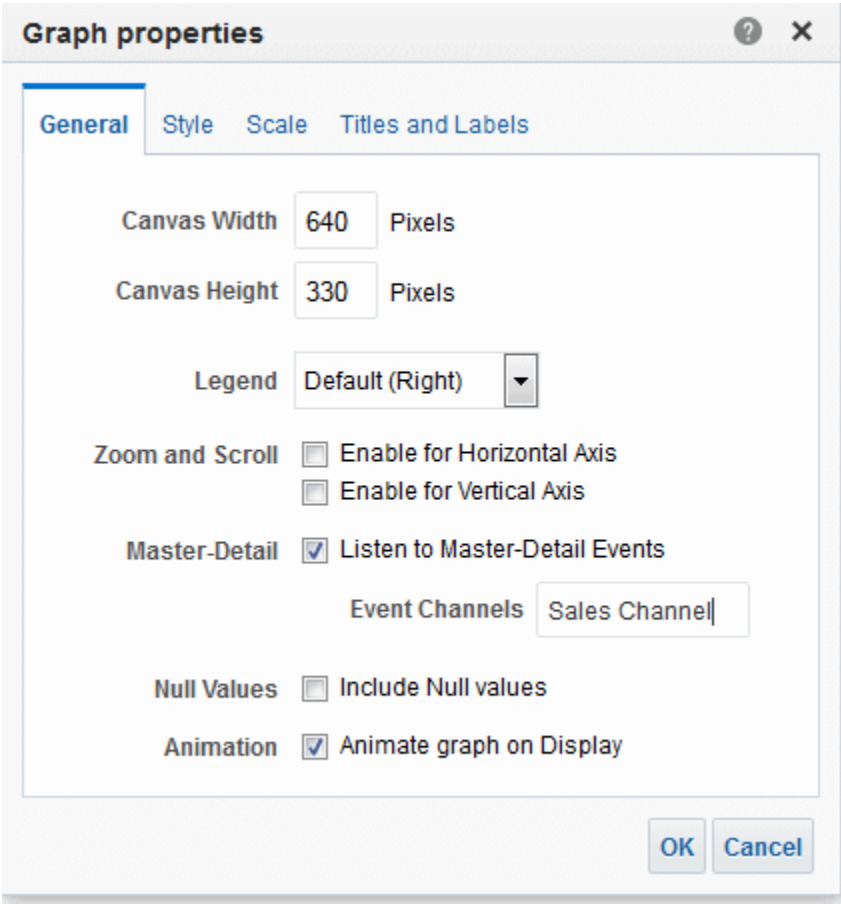 Graph properties
General Style Scale Titles and Labels
Canvas Width 640 Pixels
Canvas Height 330 Pixels
Legend Default (Right)
Zoom and Scroll Enable for Horizontal Axis
Enable for Vertical Axis
Master-Detail Listen to Master-Detail Events
Event Channels Sales Channel
Null Values Include Null values
Animation Animate graph on Display
OK Cancel